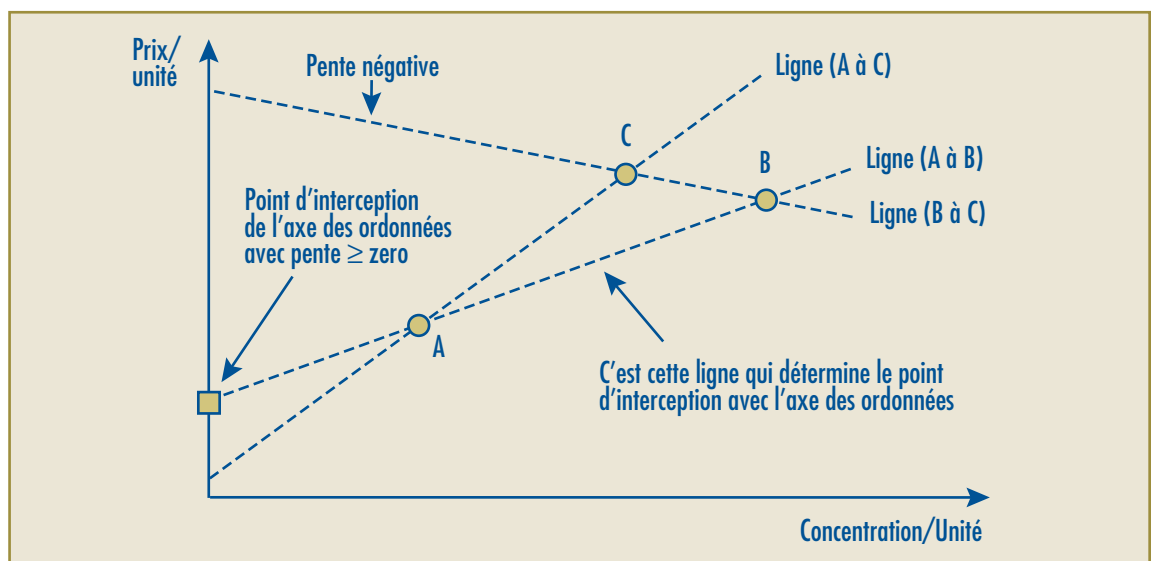 Prix/
unité
Pente négative
Ligne (A à C)
C
B
Ligne (A à B)
Ligne (B à C)
Point d'interception
de l'axe des ordonnées
avec pente ≥ zero
A
C'est cette ligne qui détermine le point
d'interception avec l'axe des ordonnées
Concentration/Unité